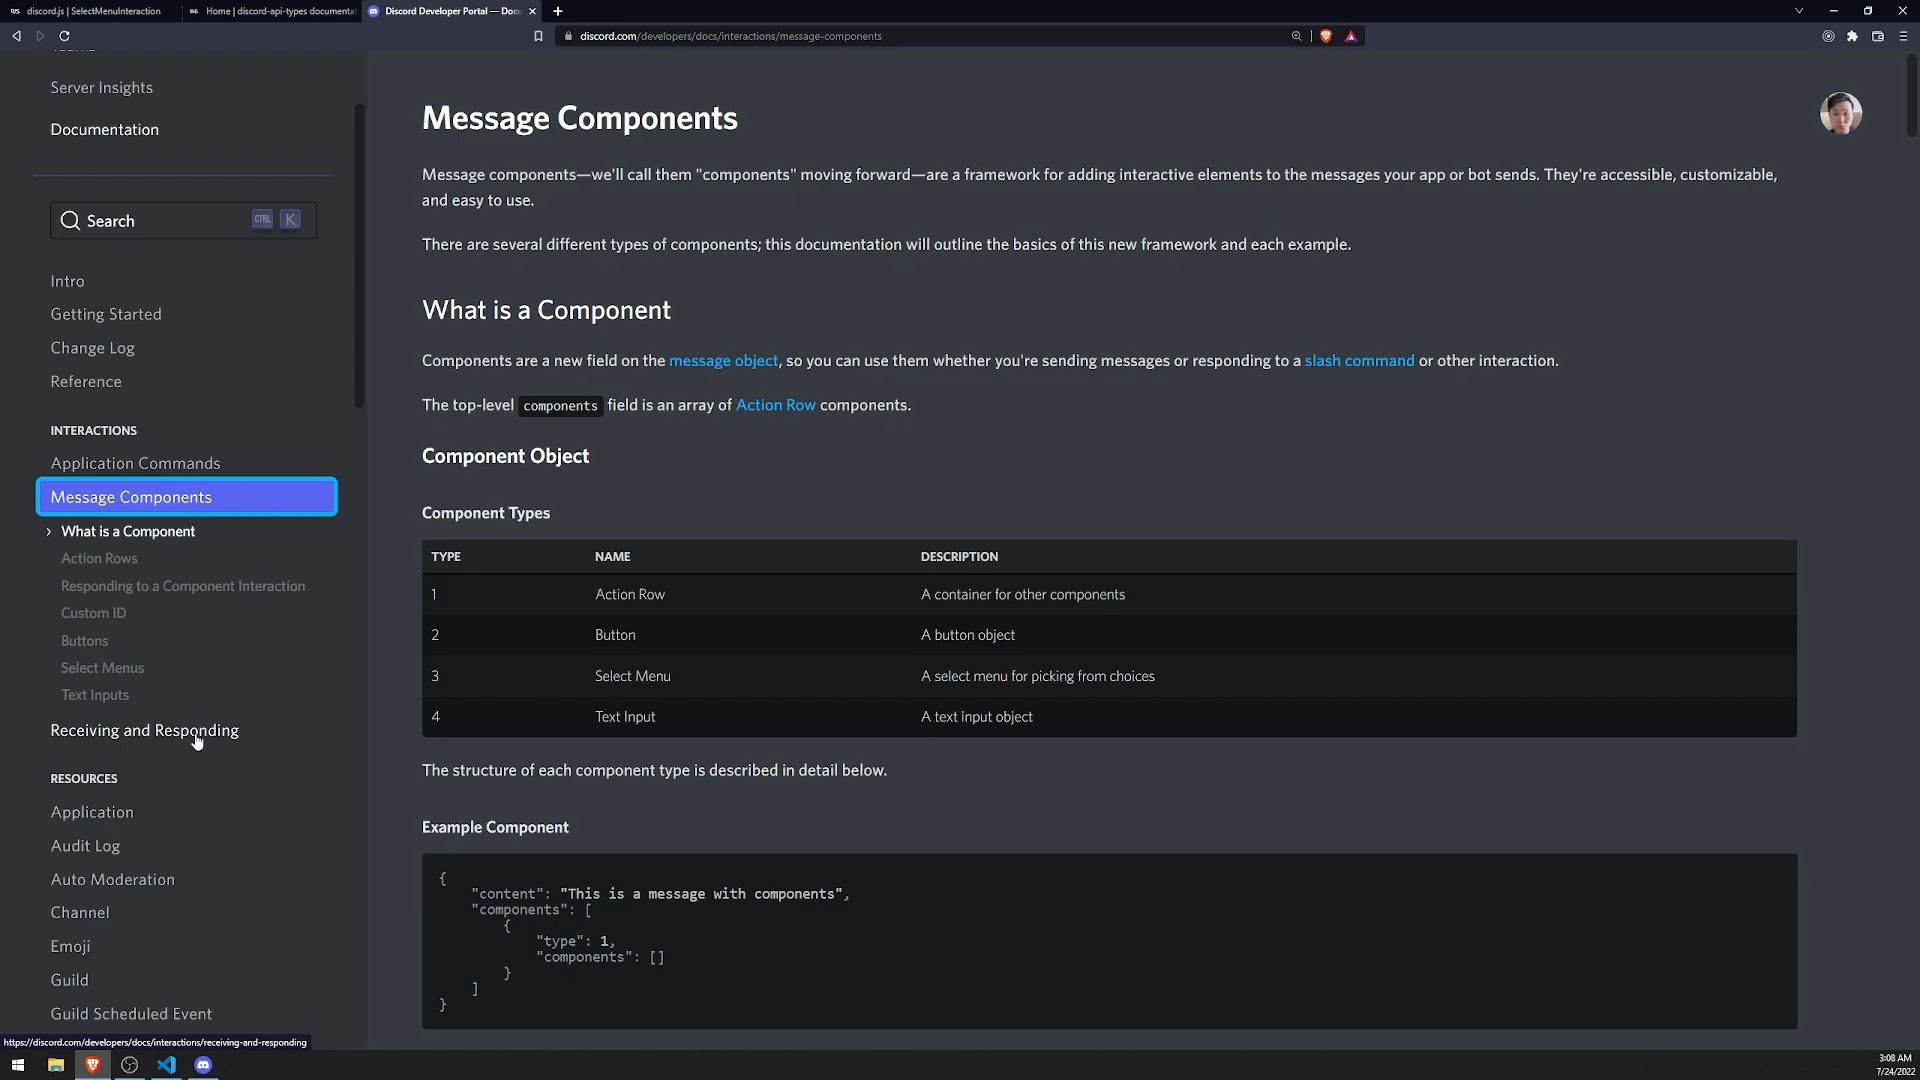 discord.js | SelectMenuInteraction
Home | discord-api-types documenta
Discord Developer Portal — Docu
discord.com/developers/docs/interactions/message-components
Server Insights
Documentation
Search
CTRL K
Intro
Getting Started
Change Log
Reference
INTERACTIONS
Application Commands
Message Components
What is a Component
Action Rows
Responding to a Component Interaction
Custom ID
Buttons
Select Menus
Text Inputs
Receiving and Responding
RESOURCES
Application
Audit Log
Auto Moderation
Channel
Emoji
Guild
Guild Scheduled Event
https://discord.com/developers/docs/interactions/receiving-and-responding
Message Components
Message components—we'll call them "components" moving forward—are a framework for adding interactive elements to the messages your app or bot sends. They're accessible, customizable,
and easy to use.
There are several different types of components; this documentation will outline the basics of this new framework and each example.
What is a Component
Components are a new field on the message object, so you can use them whether you're sending messages or responding to a slash command or other interaction.
The top-level components field is an array of Action Row components.
Component Object
Component Types
TYPE NAME DESCRIPTION
1 Action Row A container for other components
2 Button A button object
3 Select Menu A select menu for picking from choices
4 Text Input A text input object
The structure of each component type is described in detail below.
Example Component
{
"content": "This is a message with components",
"components": [
{
"type": 1,
"components": []
}
]
}
3:08 AM
7/24/2022